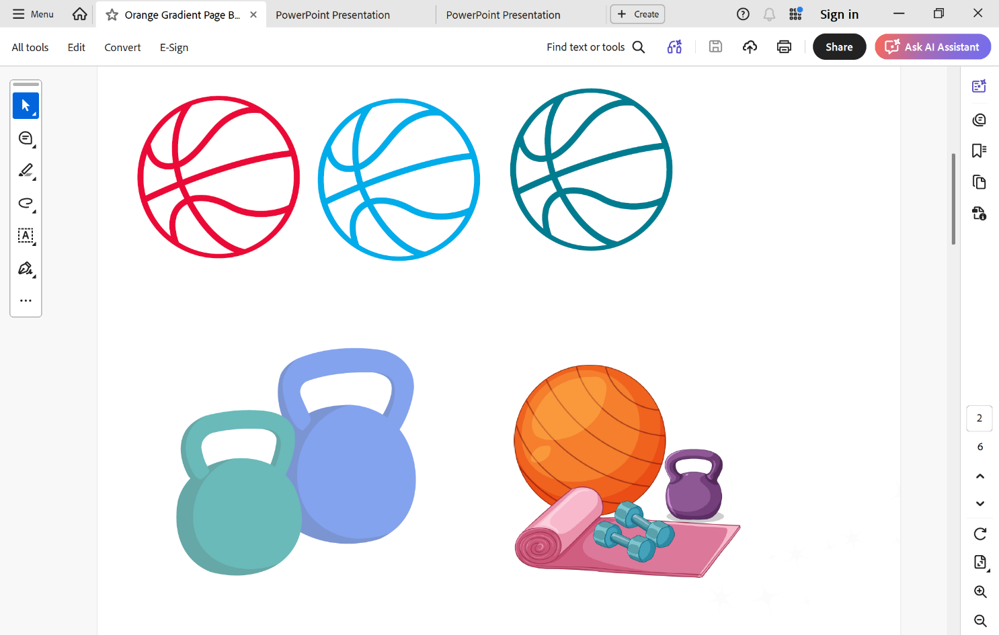 Menu
Orange Gradient Page B...
PowerPoint Presentation
PowerPoint Presentation
Create
Sign in
All tools
Edit
Convert
E-Sign
Find text or tools
Share
Ask AI Assistant
A
2
6